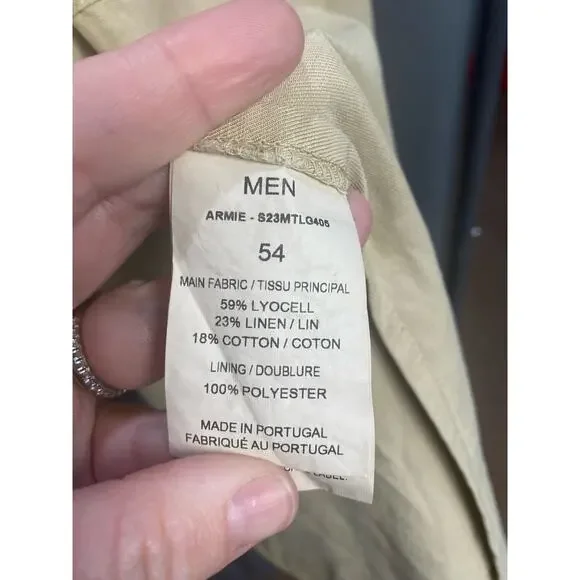 MEN
ARMIE - S23MTLG405
54
MAIN FABRIC / TISSU PRINCIPAL
59% LYOCELL
23% LINEN / LIN
18% COTTON / COTON
LINING / DOUBLURE
100% POLYESTER
MADE IN PORTUGAL
FABRIQUÉ AU PORTUGAL
LABEL.